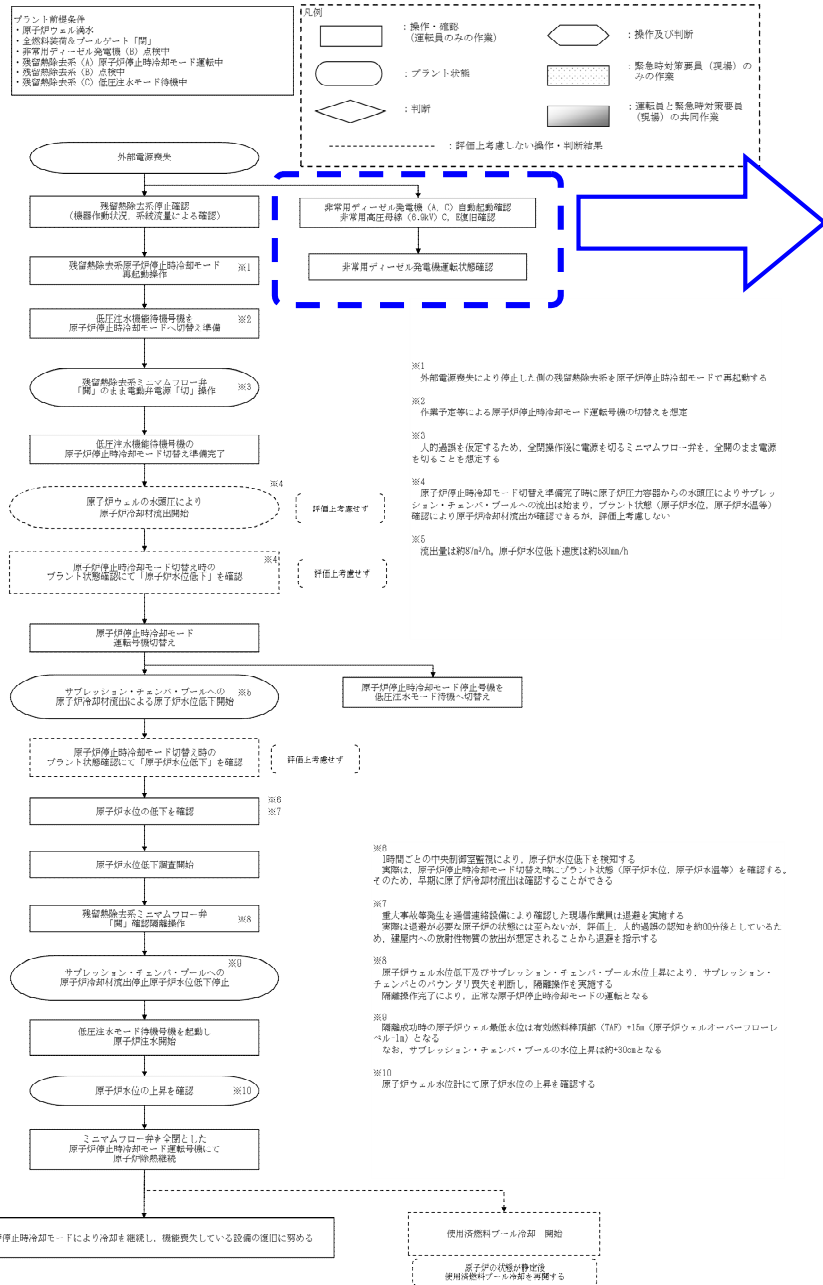 プラント前提条件
・原子炉ウェル満水
・全燃料装荷＆プールゲート「閉」
・非常用ディーゼル発電機（B）点検中
・残留熱除去系（A）原子炉停止時冷却モード運転中
・残留熱除去系（B）点検中
・残留熱除去系（C）低圧注水モード待機中
凡例
：操作・確認
（運転員のみの作業）
：操作及び判断
：プラント状態
：緊急時対策要員（現場）の
みの作業
：判断
：運転員と緊急時対策要員
（現場）の共同作業
：評価上考慮しない操作・判断結果
外部電源喪失
残留熱除去系停止確認
（機器作動状況，系統流量による確認）
非常用ディーゼル発電機（A，C）自動起動確認
非常用高圧母線（6.9kV）C，E復旧確認
非常用ディーゼル発電機運転状態確認
残留熱除去系原子炉停止時冷却モード
再起動操作
※1
低圧注水機能待機号機を
原子炉停止時冷却モードへ切替え準備
※2
残留熱除去系ミニマムフロー弁
「開」のまま電動弁電源「切」操作
※3
低圧注水機能待機号機の
原子炉停止時冷却モード切替え準備完了
※4
原子炉ウェルの水頭圧により
原子炉冷却材流出開始
評価上考慮せず
※4
原子炉停止時冷却モード切替え時の
プラント状態確認にて「原子炉水位低下」を確認
評価上考慮せず
原子炉停止時冷却モード
運転号機切替え
サプレッション・チェンバ・プールへの
原子炉冷却材流出による原子炉水位低下開始
※5
原子炉停止時冷却モード停止号機を
低圧注水モード待機へ切替え
原子炉停止時冷却モード切替え時の
プラント状態確認にて「原子炉水位低下」を確認
評価上考慮せず
原子炉水位の低下を確認
※6
※7
原子炉水位低下調査開始
残留熱除去系ミニマムフロー弁
「開」確認隔離操作
※8
※9
サプレッション・チェンバ・プールへの
原子炉冷却材流出停止原子炉水位低下停止
低圧注水モード待機号機を起動し
原子炉注水開始
原子炉水位の上昇を確認
※10
ミニマムフロー弁を全閉とした
原子炉停止時冷却モード運転号機にて
原子炉除熱継続
停止時冷却モードにより冷却を継続し，機能喪失している設備の復旧に努める
使用済燃料プール冷却　開始
原子炉の状態が静定後
使用済燃料プール冷却を再開する
※1
外部電源喪失により停止した側の残留熱除去系を原子炉停止時冷却モードで再起動する
※2
作業予定等による原子炉停止時冷却モード運転号機の切替えを想定
※3
人的過誤を仮定するため，全閉操作後に電源を切るミニマムフロー弁を，全開のまま電源
を切ることを想定する
※4
原子炉停止時冷却モード切替え準備完了時に原子炉圧力容器からの水頭圧によりサプレッ
ション・チェンバ・プールへの流出は始まり，プラント状態（原子炉水位，原子炉水温等）
確認により原子炉冷却材流出が確認できるが，評価上考慮しない
※5
流出量は約87m³/h。原子炉水位低下速度は約530mm/h
※6
1時間ごとの中央制御室監視により，原子炉水位低下を検知する
実際は，原子炉停止時冷却モード切替え時にプラント状態（原子炉水位，原子炉水温等）を確認する。
そのため，早期に原子炉冷却材流出は確認することができる
※7
重大事故等発生を通信連絡設備により確認した現場作業員は退避を実施する
実際は退避が必要な原子炉の状態には至らないが，評価上，人的過誤の認知を約60分後としているた
め，建屋内への放射性物質の放出が想定されることから退避を指示する
※8
原子炉ウェル水位低下及びサプレッション・チェンバ・プール水位上昇により，サプレッション・
チェンバとのバウンダリ喪失を判断し，隔離操作を実施する
隔離操作完了により，正常な原子炉停止時冷却モードの運転となる
※9
隔離成功時の原子炉ウェル最低水位は有効燃料棒頂部（TAF）+15m（原子炉ウェルオーバーフローレ
ベル-1m）となる
なお，サプレッション・チェンバ・プールの水位上昇は約+30cmとなる
※10
原子炉ウェル水位計にて原子炉水位の上昇を確認する